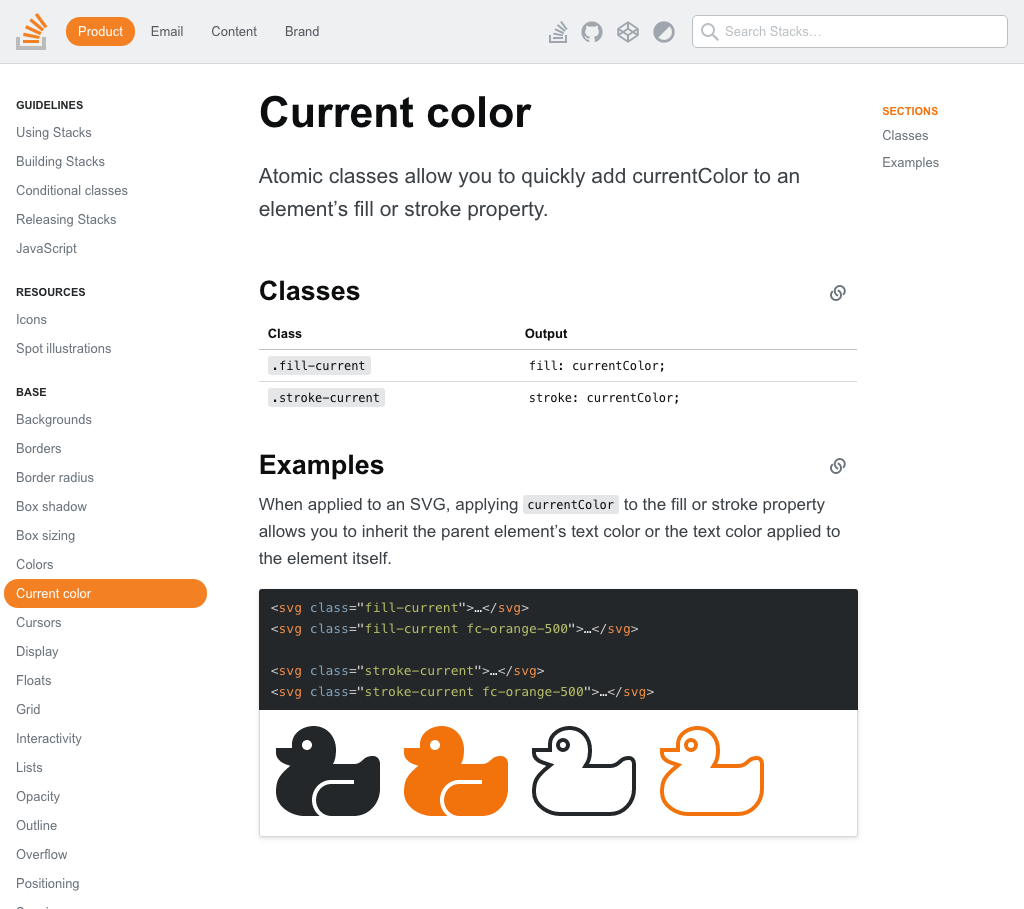 Product Email Content Brand Search Stacks…
GUIDELINES
Using Stacks
Building Stacks
Conditional classes
Releasing Stacks
JavaScript
RESOURCES
Icons
Spot illustrations
BASE
Backgrounds
Borders
Border radius
Box shadow
Box sizing
Colors
Current color
Cursors
Display
Floats
Grid
Interactivity
Lists
Opacity
Outline
Overflow
Positioning
Current color
Atomic classes allow you to quickly add currentColor to an
element’s fill or stroke property.
Classes
Class Output
.fill-current fill: currentColor;
.stroke-current stroke: currentColor;
Examples
When applied to an SVG, applying currentColor to the fill or stroke property
allows you to inherit the parent element’s text color or the text color applied to
the element itself.
<svg class="fill-current">…</svg>
<svg class="fill-current fc-orange-500">…</svg>
<svg class="stroke-current">…</svg>
<svg class="stroke-current fc-orange-500">…</svg>
SECTIONS
Classes
Examples